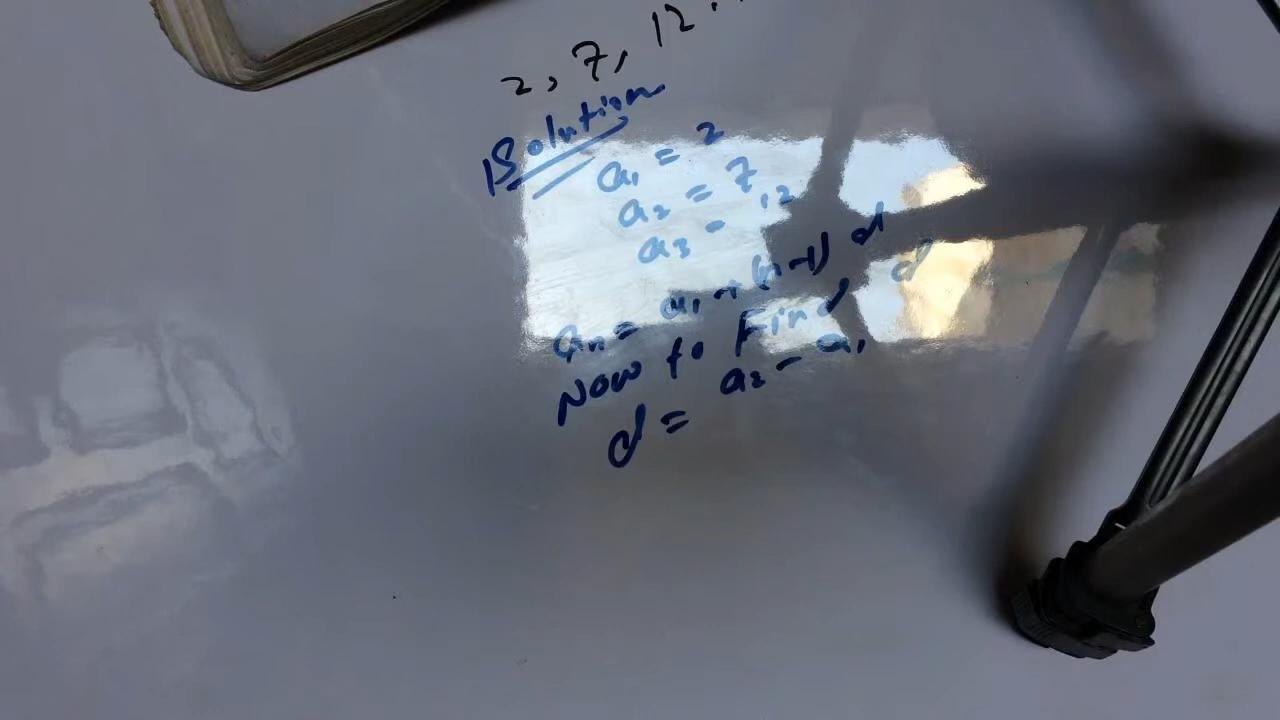 2, 7, 12..
Solution
a₁ = 2
a₂ = 7
a₃ = 12
aₙ = a₁ + (n-1) d
Now to Find d
d = a₂ - a₁